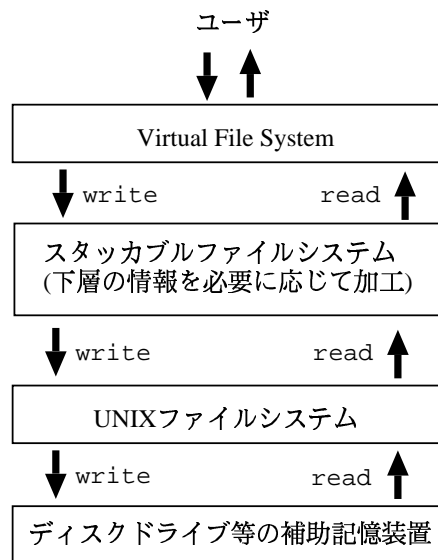 ユーザ
Virtual File System
write read
スタッカブルファイルシステム
(下層の情報を必要に応じて加工)
write read
UNIXファイルシステム
write read
ディスクドライブ等の補助記憶装置